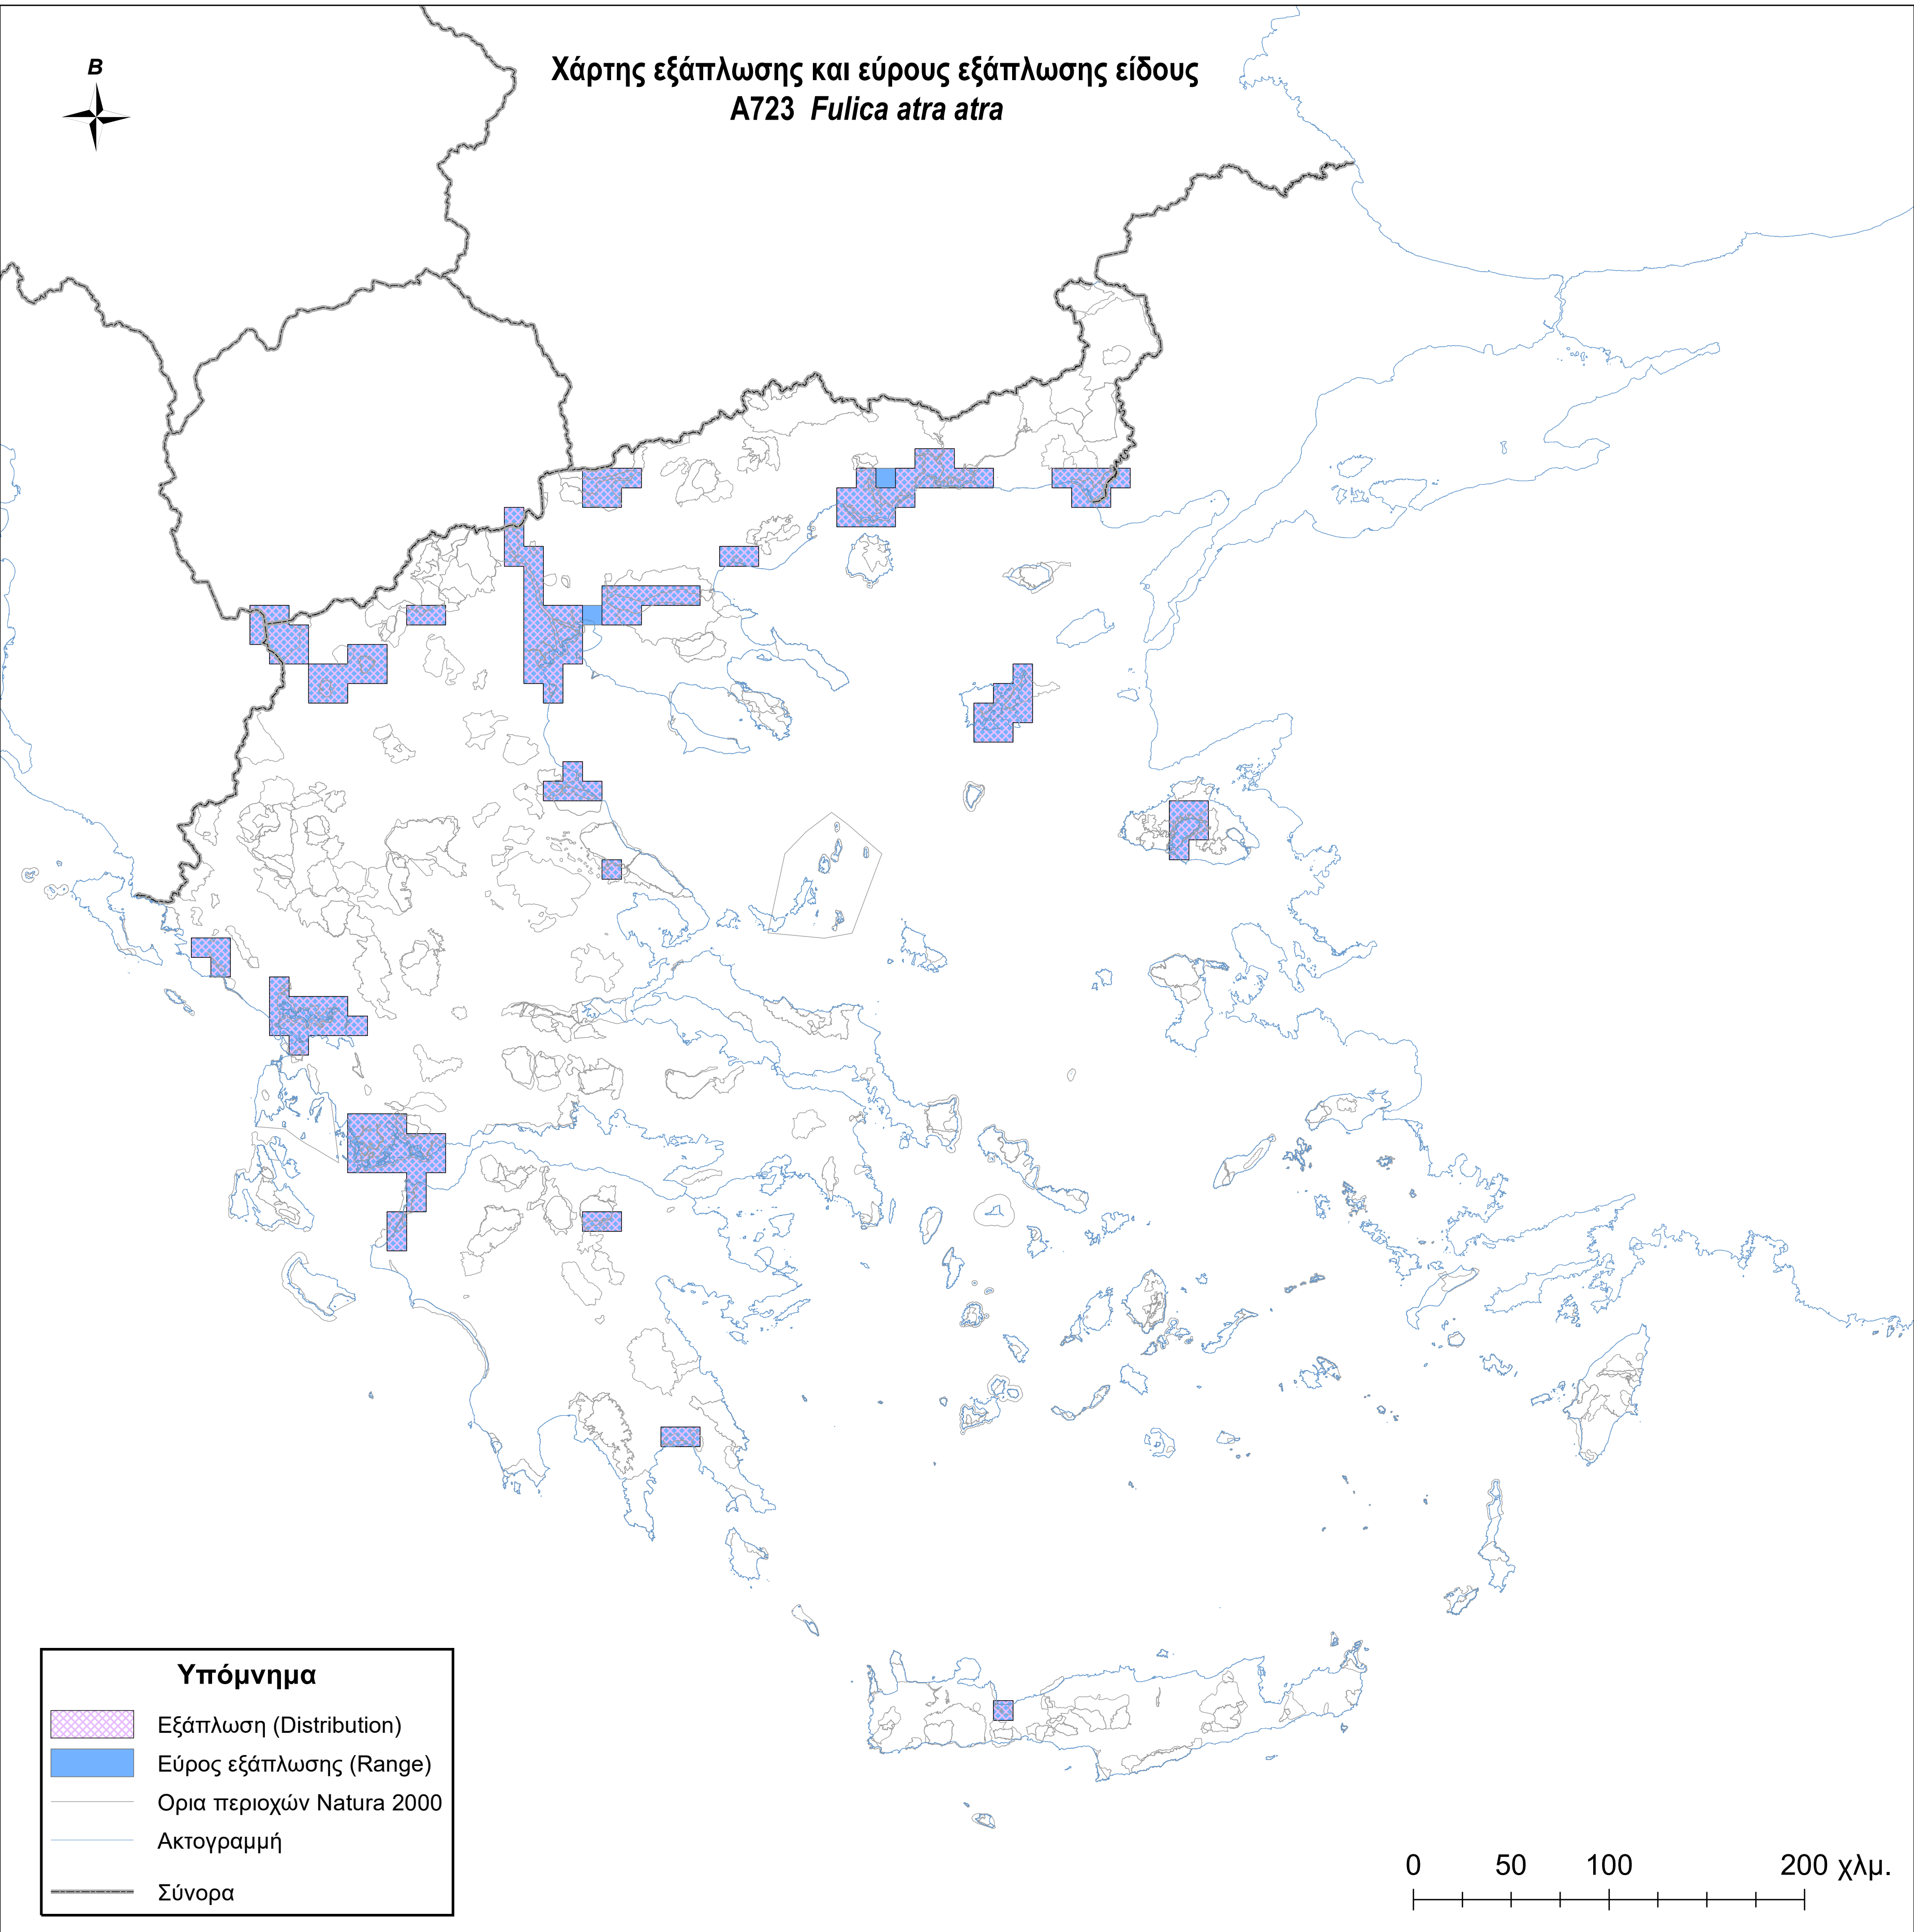 Χάρτης εξάπλωσης και εύρους εξάπλωσης είδους
A723 Fulica atra atra
B
Υπόμνημα
Εξάπλωση (Distribution)
Εύρος εξάπλωσης (Range)
Ορια περιοχών Natura 2000
Ακτογραμμή
Σύνορα
0 50 100 200 χλμ.